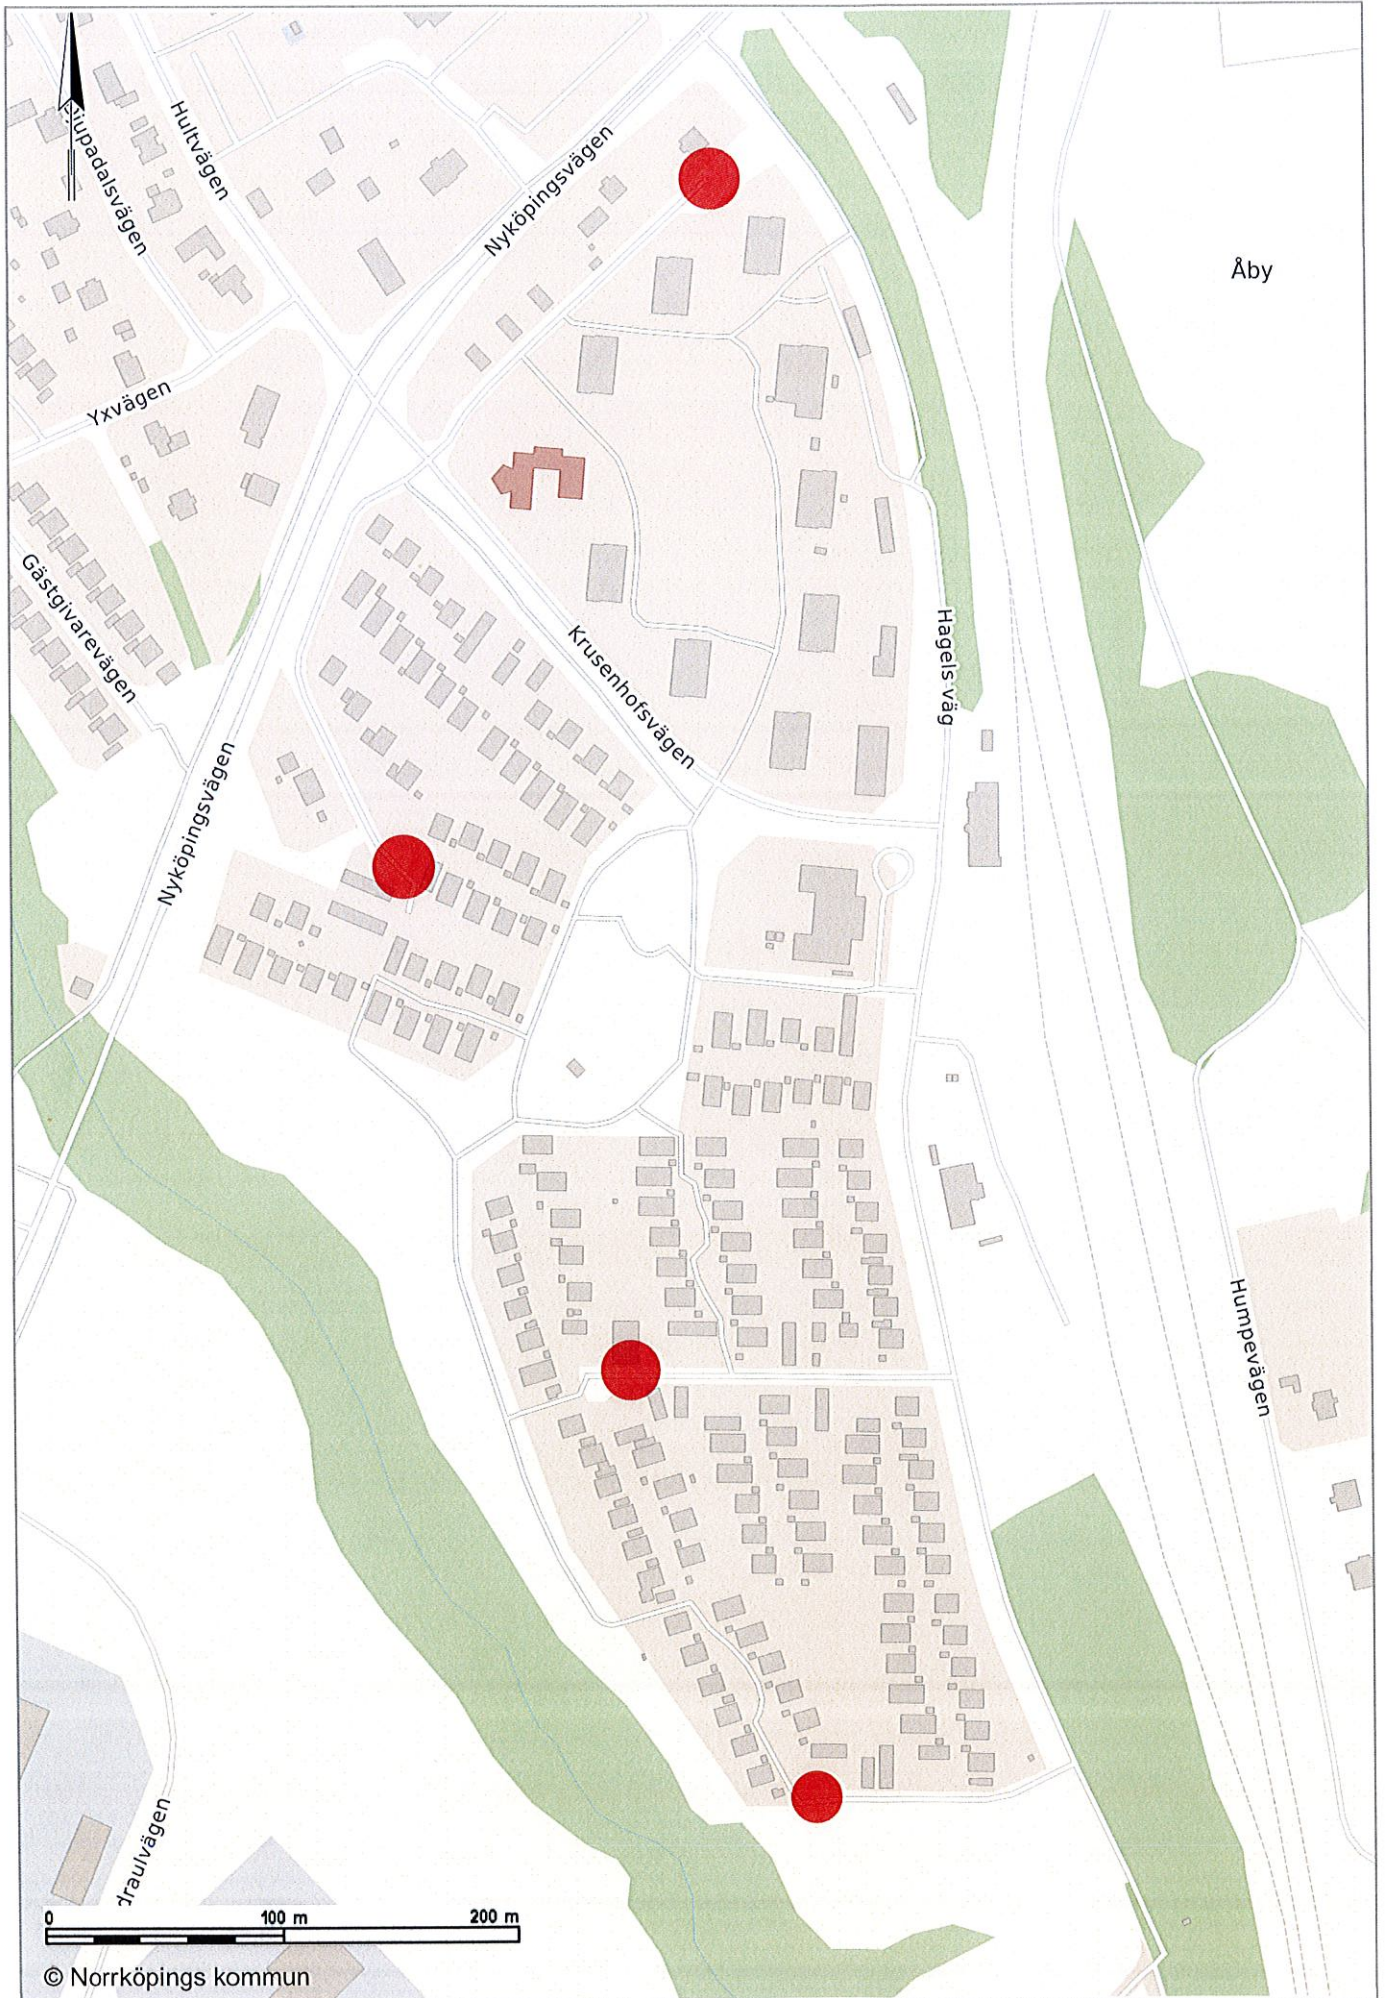 Hultvägen
Nyköpingsvägen
Åby
Yxvägen
Gästgivarevägen
Krusenhofsvägen
Hagels väg
Nyköpingsvägen
Humpevägen
0 100 m 200 m
© Norrköpings kommun